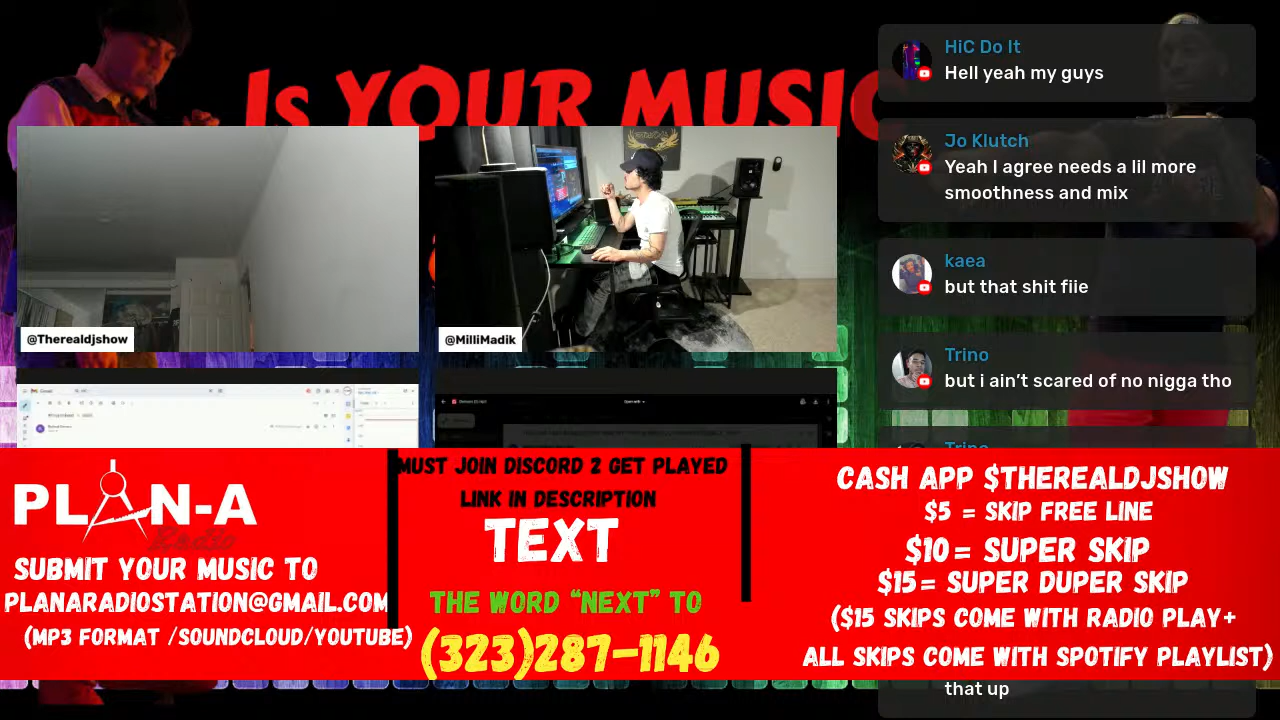 Is YOUR MUSIC
HiC Do It
Hell yeah my guys
Jo Klutch
Yeah I agree needs a lil more
smoothness and mix
kaea
but that shit fiie
Trino
but i ain't scared of no nigga tho
Trino
that up
@Therealdjshow
@MilliMadik
PLAN-A
Radio
SUBMIT YOUR MUSIC TO
PLANARADIOSTATION@GMAIL.COM
(MP3 FORMAT /SOUNDCLOUD/YOUTUBE)
MUST JOIN DISCORD 2 GET PLAYED
LINK IN DESCRIPTION
TEXT
THE WORD “NEXT” TO
(323)287-1146
CASH APP $THEREALDJSHOW
$5 = SKIP FREE LINE
$10= SUPER SKIP
$15= SUPER DUPER SKIP
($15 SKIPS COME WITH RADIO PLAY+
ALL SKIPS COME WITH SPOTIFY PLAYLIST)